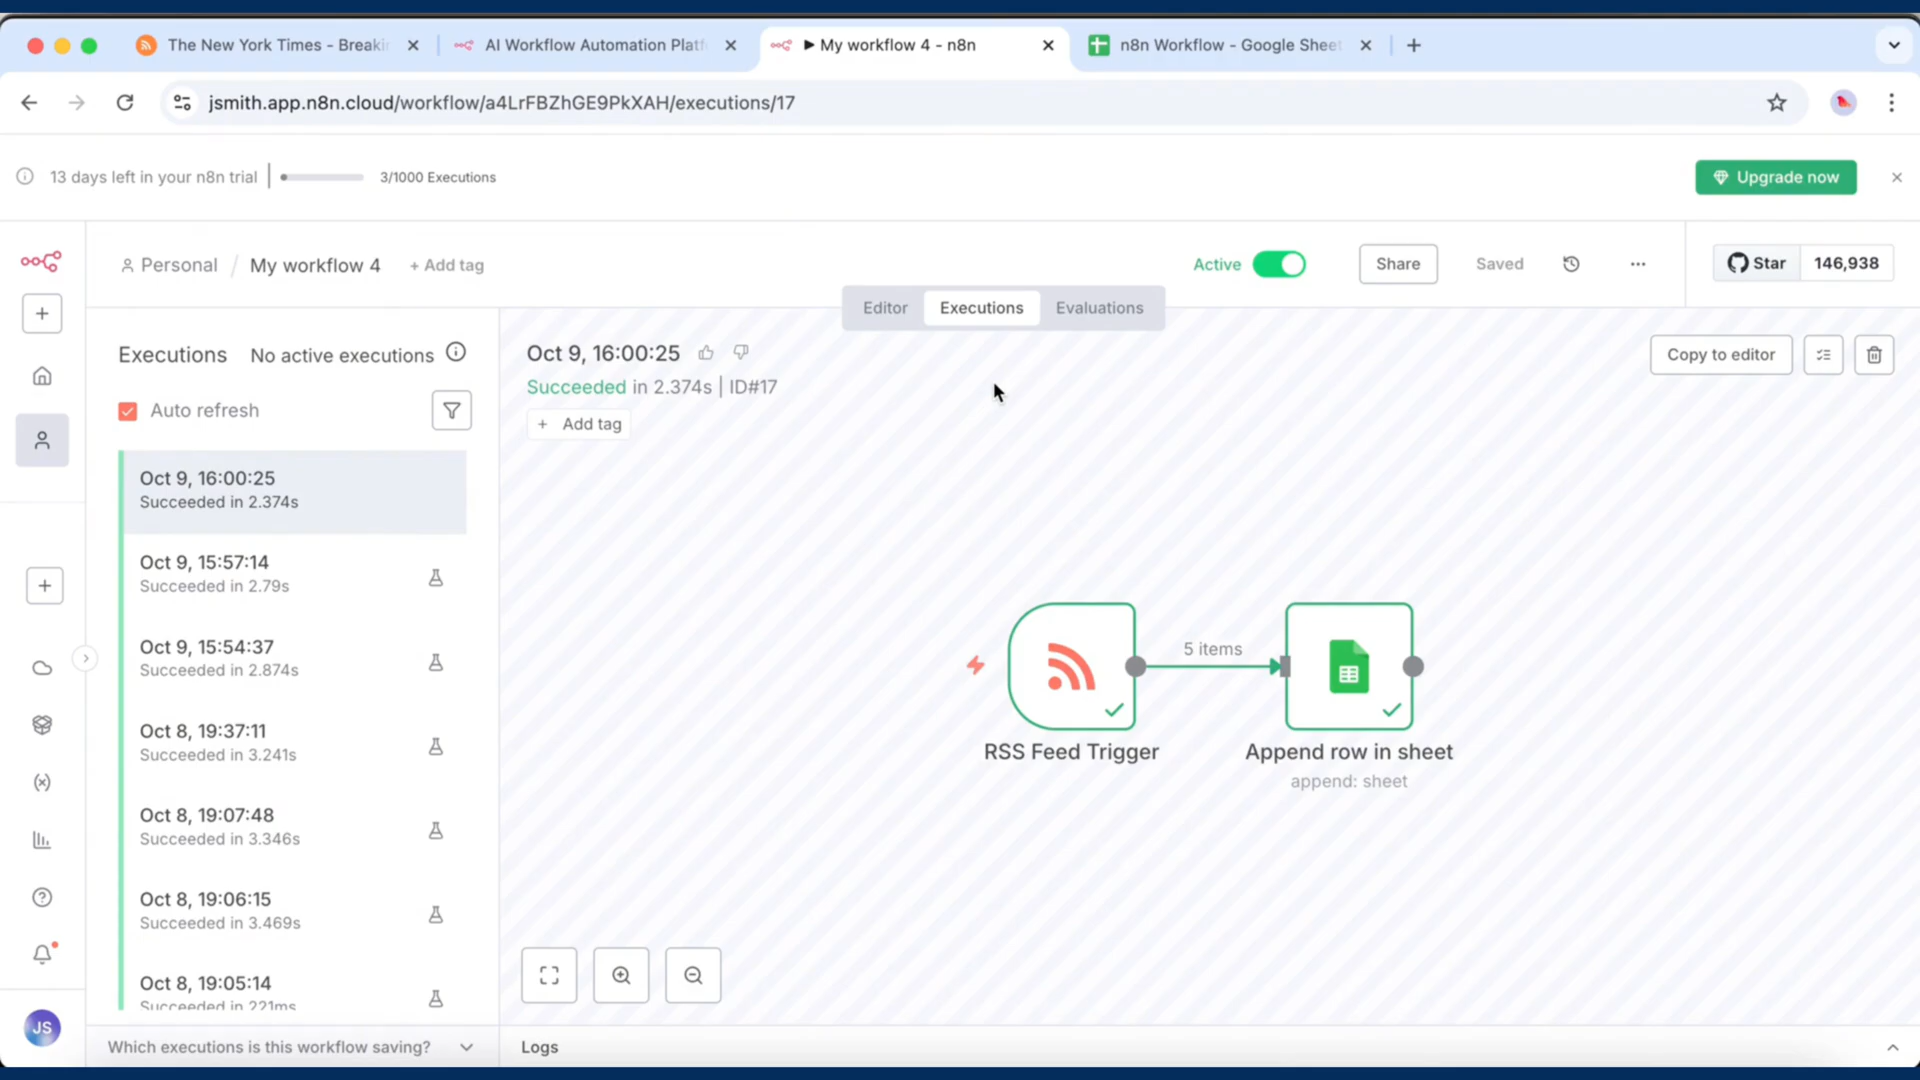 The New York Times - Breaki
AI Workflow Automation Platf
▶ My workflow 4 - n8n
n8n Workflow - Google Sheet
jsmith.app.n8n.cloud/workflow/a4LrFBZhGE9PkXAH/executions/17
13 days left in your n8n trial
3/1000 Executions
Upgrade now
Personal / My workflow 4
+ Add tag
Active
Share
Saved
Star
146,938
Editor
Executions
Evaluations
Executions
No active executions
Auto refresh
Oct 9, 16:00:25
Succeeded in 2.374s
Oct 9, 15:57:14
Succeeded in 2.79s
Oct 9, 15:54:37
Succeeded in 2.874s
Oct 8, 19:37:11
Succeeded in 3.241s
Oct 8, 19:07:48
Succeeded in 3.346s
Oct 8, 19:06:15
Succeeded in 3.469s
Oct 8, 19:05:14
Succeeded in 221ms
Which executions is this workflow saving?
JS
Oct 9, 16:00:25
Succeeded in 2.374s | ID#17
+ Add tag
Copy to editor
5 items
RSS Feed Trigger
Append row in sheet
append: sheet
Logs